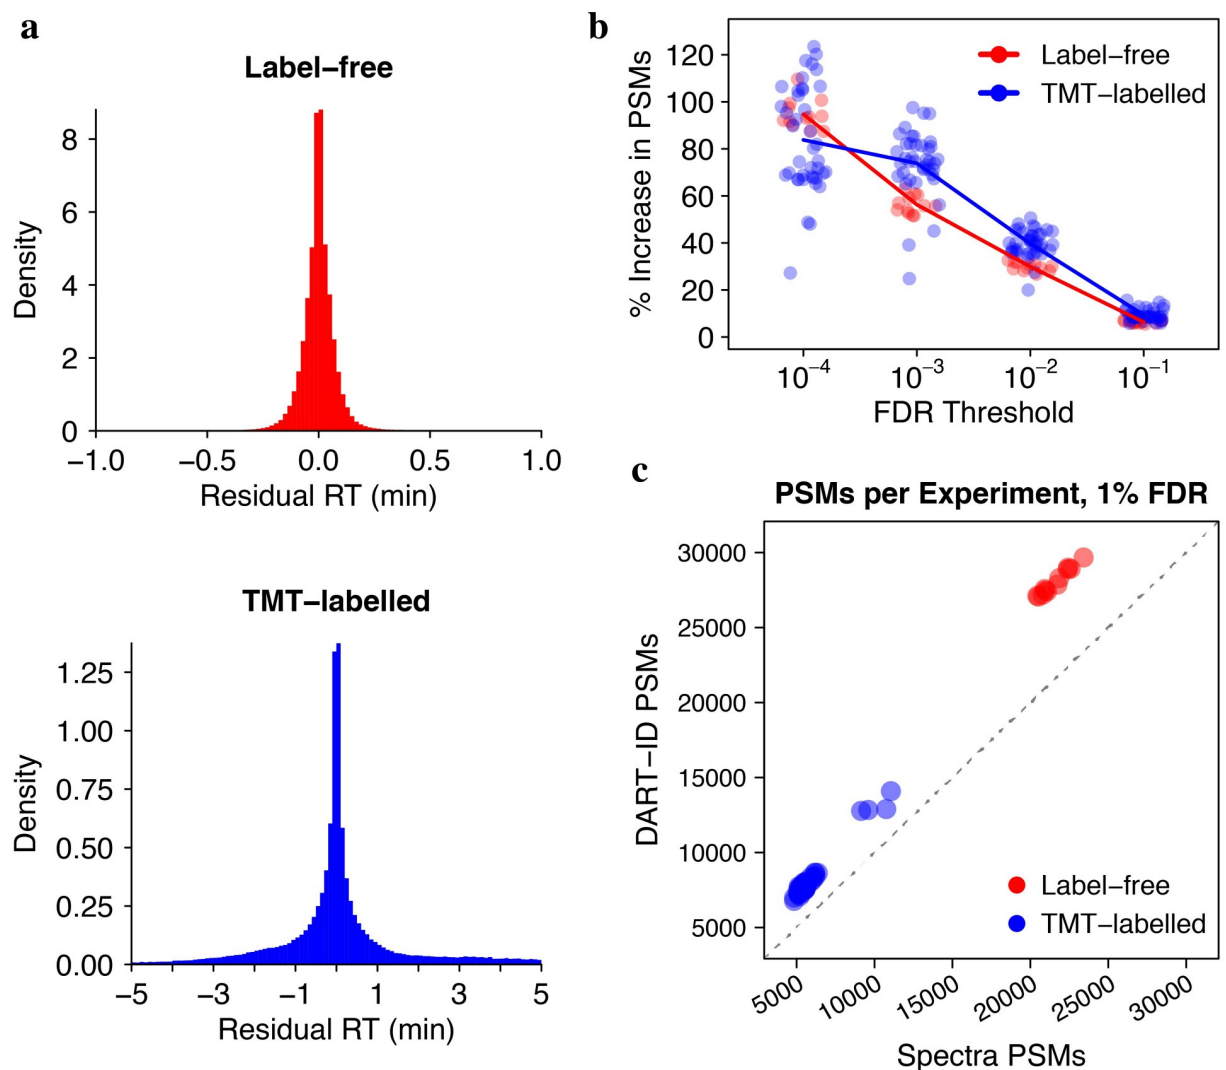 a
Label–free
Density
8
6
4
2
0
−1.0 −0.5 0.0 0.5 1.0
Residual RT (min)
TMT–labelled
Density
1.25
1.00
0.75
0.50
0.25
0.00
−5 −3 −1 1 3 5
Residual RT (min)
b
% Increase in PSMs
120
100
80
60
40
20
0
Label–free
TMT–labelled
10⁻⁴ 10⁻³ 10⁻² 10⁻¹
FDR Threshold
c
PSMs per Experiment, 1% FDR
DART−ID PSMs
30000
25000
20000
15000
10000
5000
Label–free
TMT–labelled
5000 10000 15000 20000 25000 30000
Spectra PSMs